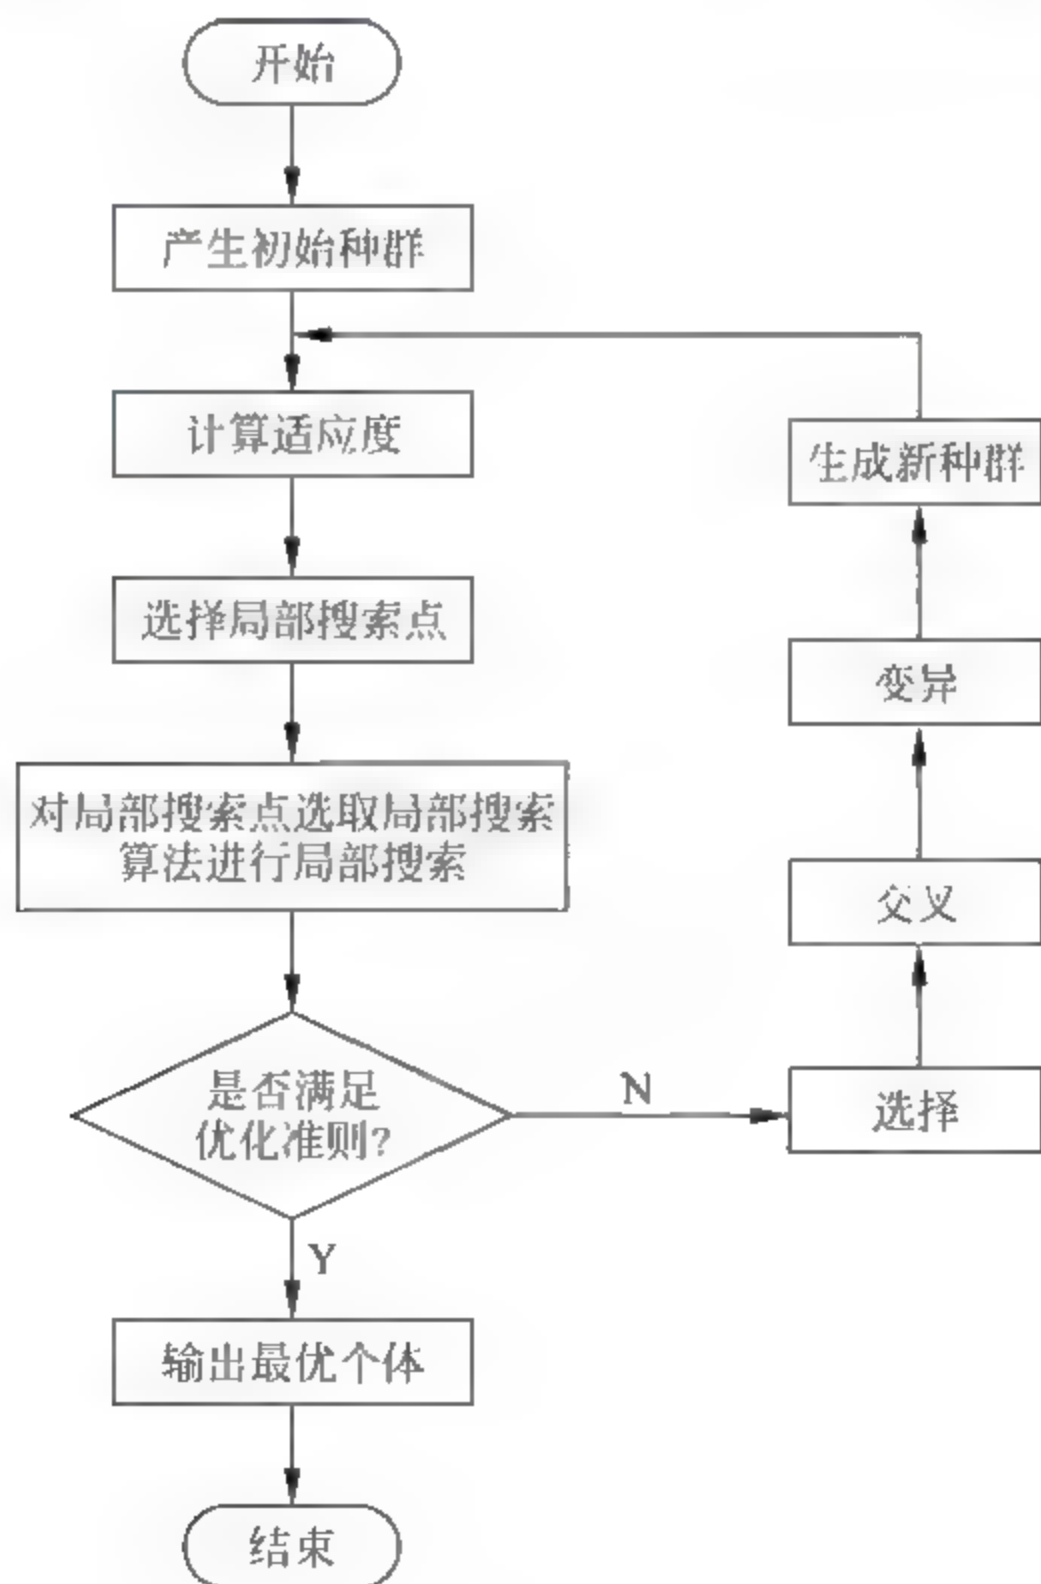 开始
产生初始种群
计算适应度
选择局部搜索点
对局部搜索点选取局部搜索
算法进行局部搜索
是否满足
优化准则?
N
Y
输出最优个体
结束
生成新种群
变异
交叉
选择